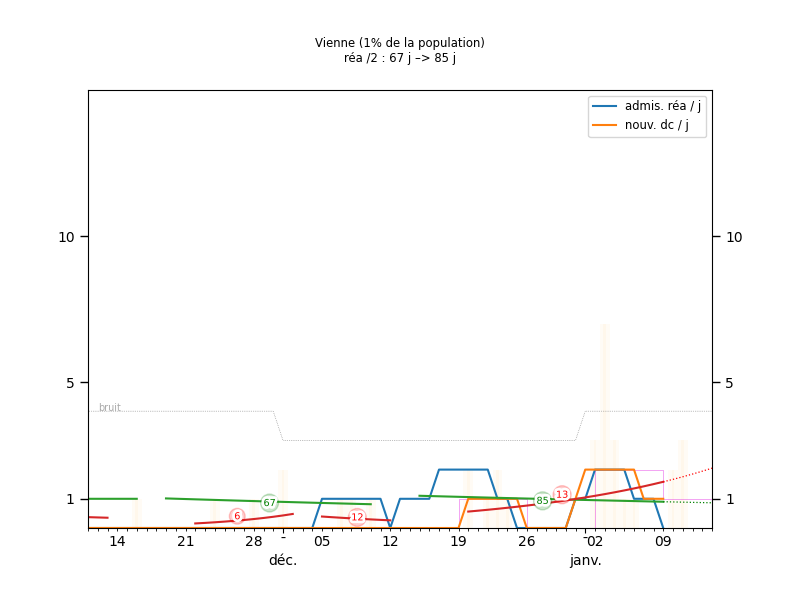 Vienne (1% de la population)
réa /2 : 67 j –> 85 j
admis. réa / j
nouv. dc / j
10 10
5 5
bruit
1 67 6 12 85 13 1
14 21 28 - 05 12 19 26 - 02 09
déc. janv.